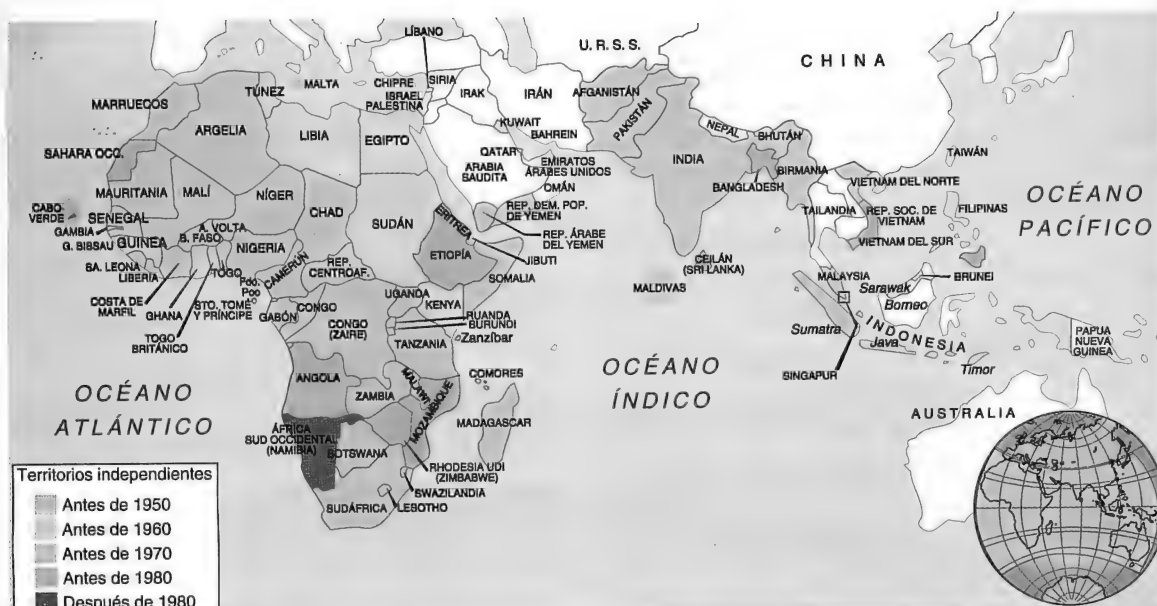 LÍBANO
U.R.S.S.
CHINA
MALTA
CHIPRE
SIRIA
TÚNEZ
ISRAEL
PALESTINA
IRAK
IRÁN
AFGANISTÁN
MARRUECOS
PAKISTÁN
ARGELIA
LIBIA
EGIPTO
KUWAIT
BAHREIN
NEPAL
BHUTÁN
SAHARA OCC.
QATAR
EMIRATOS
ÁRABES UNIDOS
INDIA
TAIWÁN
ARABIA
SAUDITA
BIRMANIA
MAURITANIA
MALÍ
NÍGER
OMÁN
BANGLADESH
VIETNAM DEL NORTE
OCÉANO
PACÍFICO
CABO
VERDE
CHAD
SUDÁN
ERITREA
REP. DEM. POP.
DE YEMEN
TAILANDIA
REP. SOC. DE
VIETNAM
FILIPINAS
SENEGAL
GAMBIA
G. BISSAU
GUINEA
A. VOLTA
B. FASO
NIGERIA
REP. ÁRABE
DEL YEMEN
VIETNAM DEL SUR
JIBUTI
CEILÁN
(SRI LANKA)
SA. LEONA
LIBERIA
TOGO
CAMERÚN
REP.
CENTROAF.
ETIOPÍA
SOMALIA
MALDIVAS
MALAYSIA
BRUNEI
Sarawak
Borneo
COSTA DE
MARFIL
GHANA
TOGO
BRITÁNICO
Fdo.
Poo
STO. TOMÉ
Y PRÍNCIPE
GABÓN
CONGO
UGANDA
KENYA
CONGO
(ZAIRE)
RUANDA
BURUNDI
Zanzíbar
TANZANIA
Sumatra
INDONESIA
Java
Timor
PAPUA
NUEVA
GUINEA
SINGAPUR
OCÉANO
ATLÁNTICO
ANGOLA
ZAMBIA
MALAWI
MOZAMBIQUE
COMORES
MADAGASCAR
OCÉANO
ÍNDICO
AUSTRALIA
ÁFRICA
SUD OCCIDENTAL
(NAMIBIA)
BOTSWANA
RHODESIA UDI
(ZIMBABWE)
SWAZILANDIA
LESOTHO
SUDÁFRICA
Territorios independientes
Antes de 1950
Antes de 1960
Antes de 1970
Antes de 1980
Después de 1980